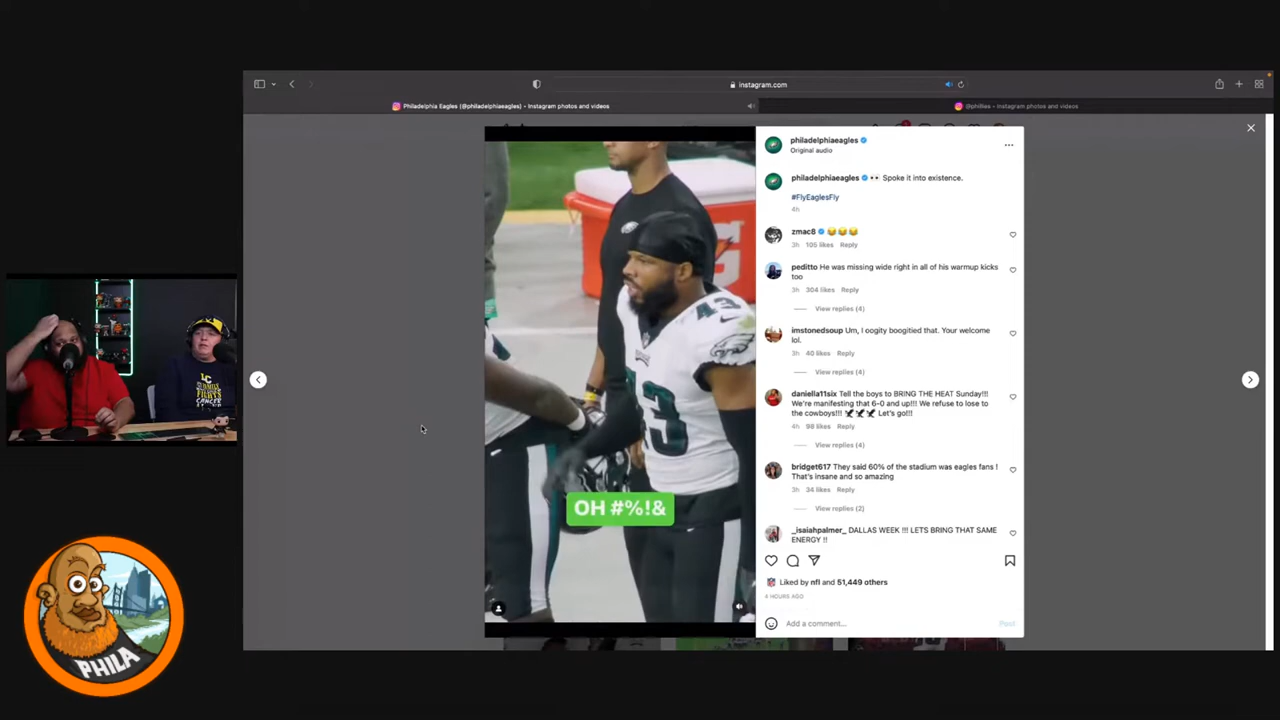 instagram.com
Philadelphia Eagles (@philadelphiaeagles) • Instagram photos and videos
@phillies • Instagram photos and videos
philadelphiaeagles
Original audio
philadelphiaeagles 👀 Spoke it into existence.
#FlyEaglesFly
4h
zmac8 😂😂😂
3h 105 likes Reply
peditto He was missing wide right in all of his warmup kicks
too
3h 304 likes Reply
View replies (4)
imstonedsoup Um, I oogity boogitied that. Your welcome
lol.
3h 40 likes Reply
View replies (4)
daniella11six Tell the boys to BRING THE HEAT Sunday!!!
We're manifesting that 6-0 and up!!! We refuse to lose to
the cowboys!!! 🦅🦅🦅 Let's go!!!
4h 98 likes Reply
View replies (4)
bridget617 They said 60% of the stadium was eagles fans !
That's insane and so amazing
3h 34 likes Reply
View replies (2)
_isaiahpalmer_ DALLAS WEEK !!! LETS BRING THAT SAME
ENERGY !!
Liked by nfl and 51,449 others
4 HOURS AGO
Add a comment...
Post
43
43
OH #%!&
LC
FAMILY
FIGHTS
CANCER
PHILA